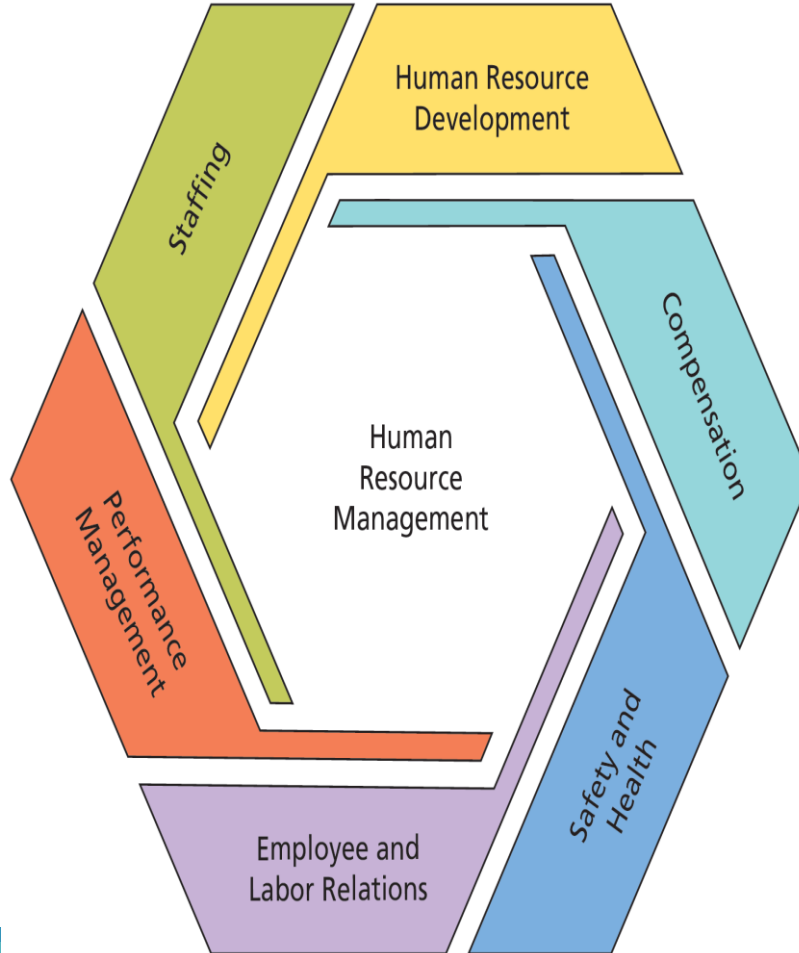 Human Resource
Development
Staffing
Compensation
Human
Resource
Management
Performance
Management
Safety and
Health
Employee and
Labor Relations